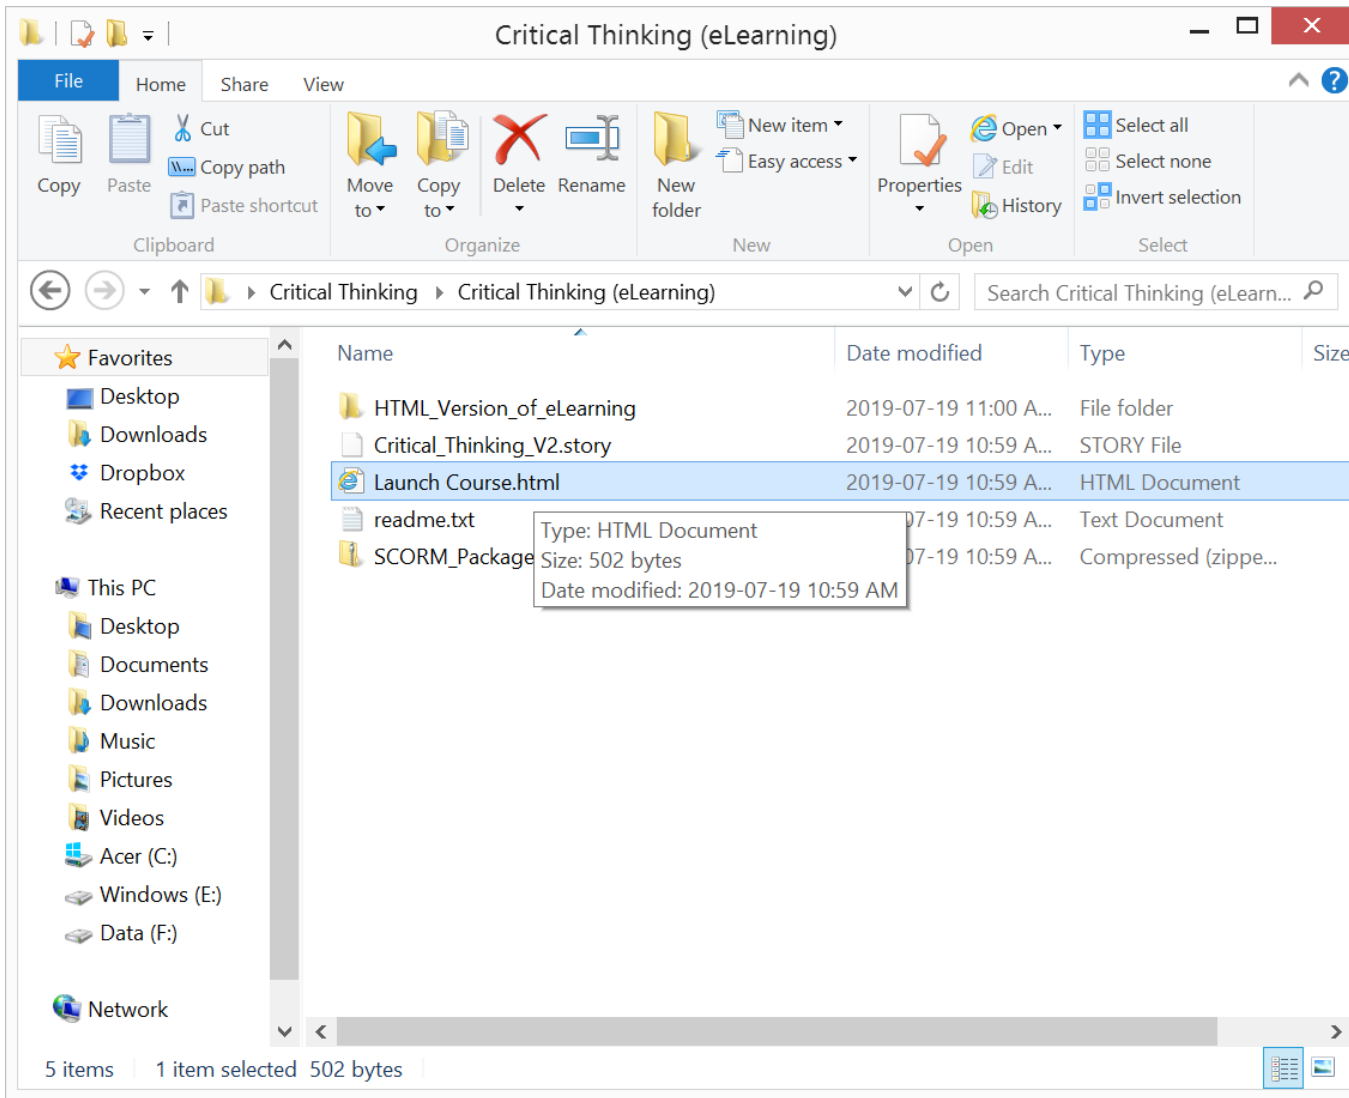 Critical Thinking (eLearning)
File Home Share View
Copy
Paste
Cut
Copy path
Paste shortcut
Clipboard
Move to
Copy to
Delete
Rename
Organize
New folder
New item
Easy access
New
Properties
Open
Edit
History
Open
Select all
Select none
Invert selection
Select
Critical Thinking Critical Thinking (eLearning)
Search Critical Thinking (eLearn...
Favorites
Desktop
Downloads
Dropbox
Recent places
This PC
Desktop
Documents
Downloads
Music
Pictures
Videos
Acer (C:)
Windows (E:)
Data (F:)
Network
Name Date modified Type Size
HTML_Version_of_eLearning 2019-07-19 11:00 A... File folder
Critical_Thinking_V2.story 2019-07-19 10:59 A... STORY File
Launch Course.html 2019-07-19 10:59 A... HTML Document
readme.txt 07-19 10:59 A... Text Document
SCORM_Package 07-19 10:59 A... Compressed (zippe...
Type: HTML Document
Size: 502 bytes
Date modified: 2019-07-19 10:59 AM
5 items 1 item selected 502 bytes